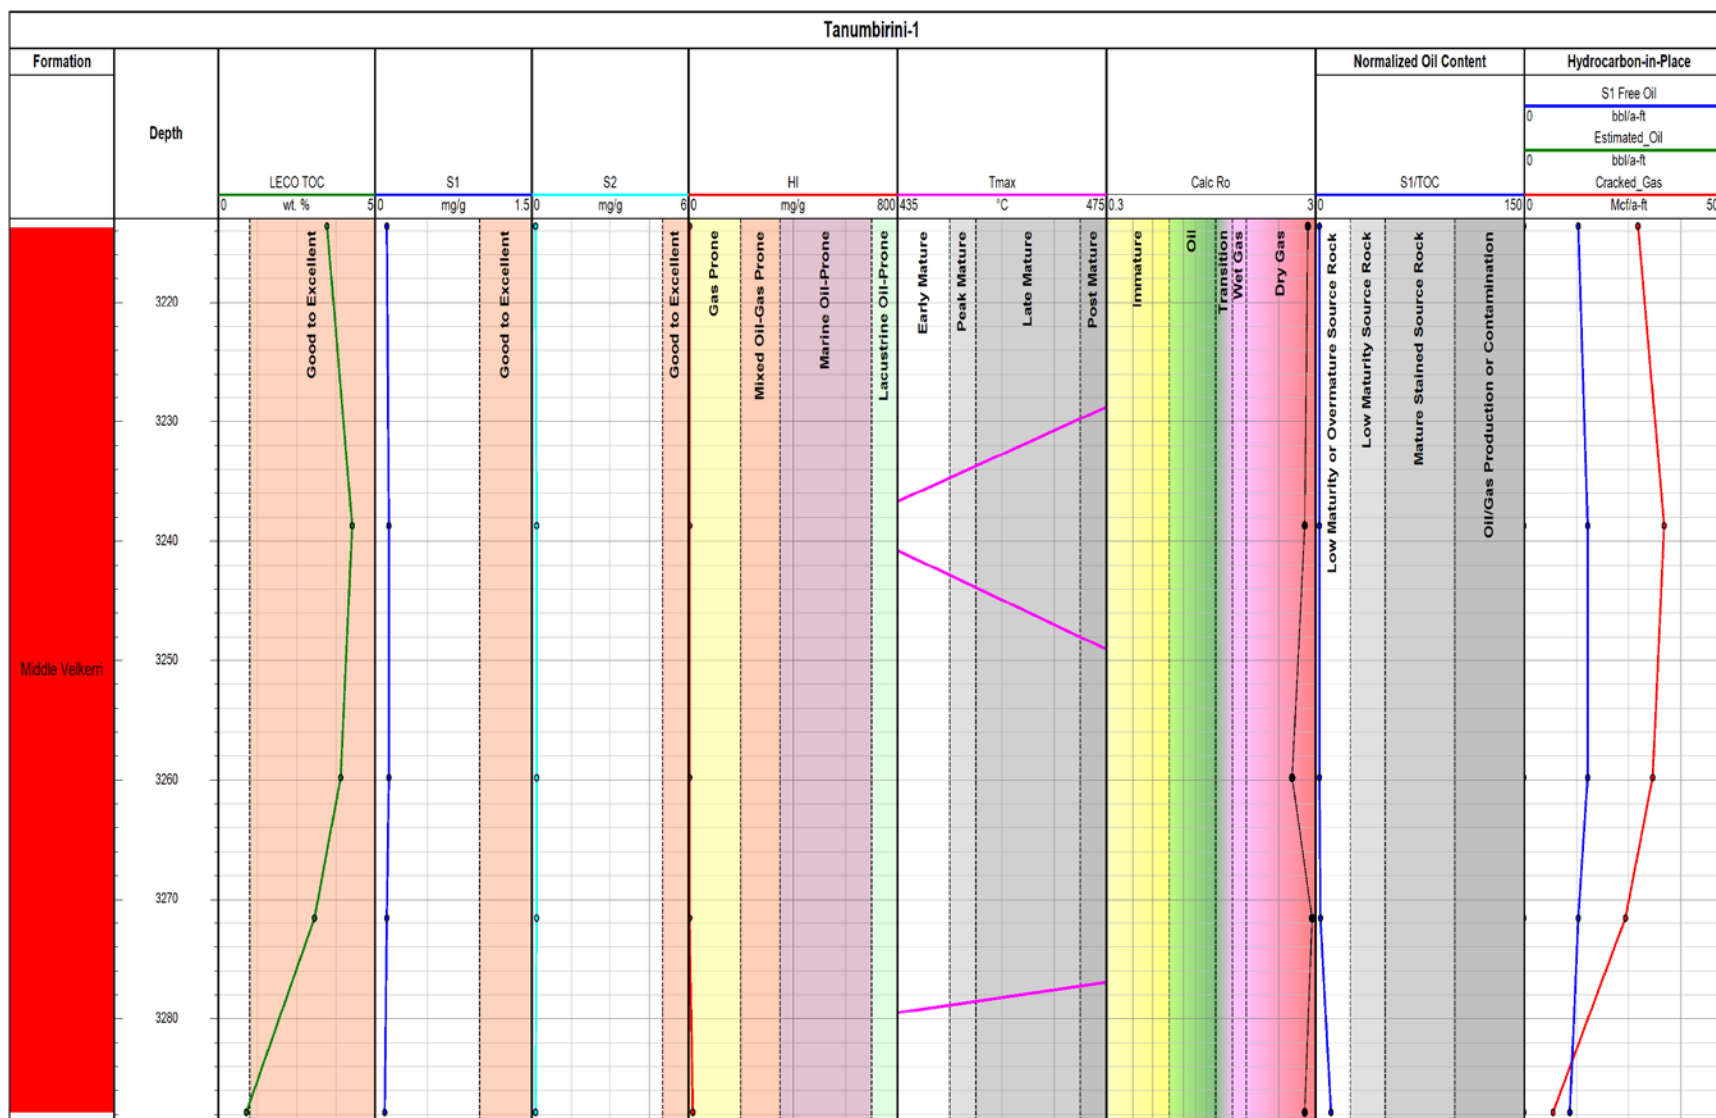 Tanumbirini-1
Formation
Normalized Oil Content
Hydrocarbon-in-Place
Depth
S1 Free Oil
0 bbl/a-ft
Estimated_Oil
0 bbl/a-ft
LECO TOC
S1
S2
HI
Tmax
Calc Ro
S1/TOC
Cracked_Gas
0 wt. % 5
0 mg/g 1.5
0 mg/g 6
0 mg/g 800
435 °C 475
0.3 3
0 150
0 Mcf/a-ft 50
Good to Excellent
Good to Excellent
Good to Excellent
Gas Prone
Mixed Oil-Gas Prone
Marine Oil-Prone
Lacustrine Oil-Prone
Early Mature
Peak Mature
Late Mature
Post Mature
Immature
Oil
Transition
Wet Gas
Dry Gas
Low Maturity or Overmature Source Rock
Low Maturity Source Rock
Mature Stained Source Rock
Oil/Gas Production or Contamination
3220
3230
3240
3250
Middle Velkerri
3260
3270
3280